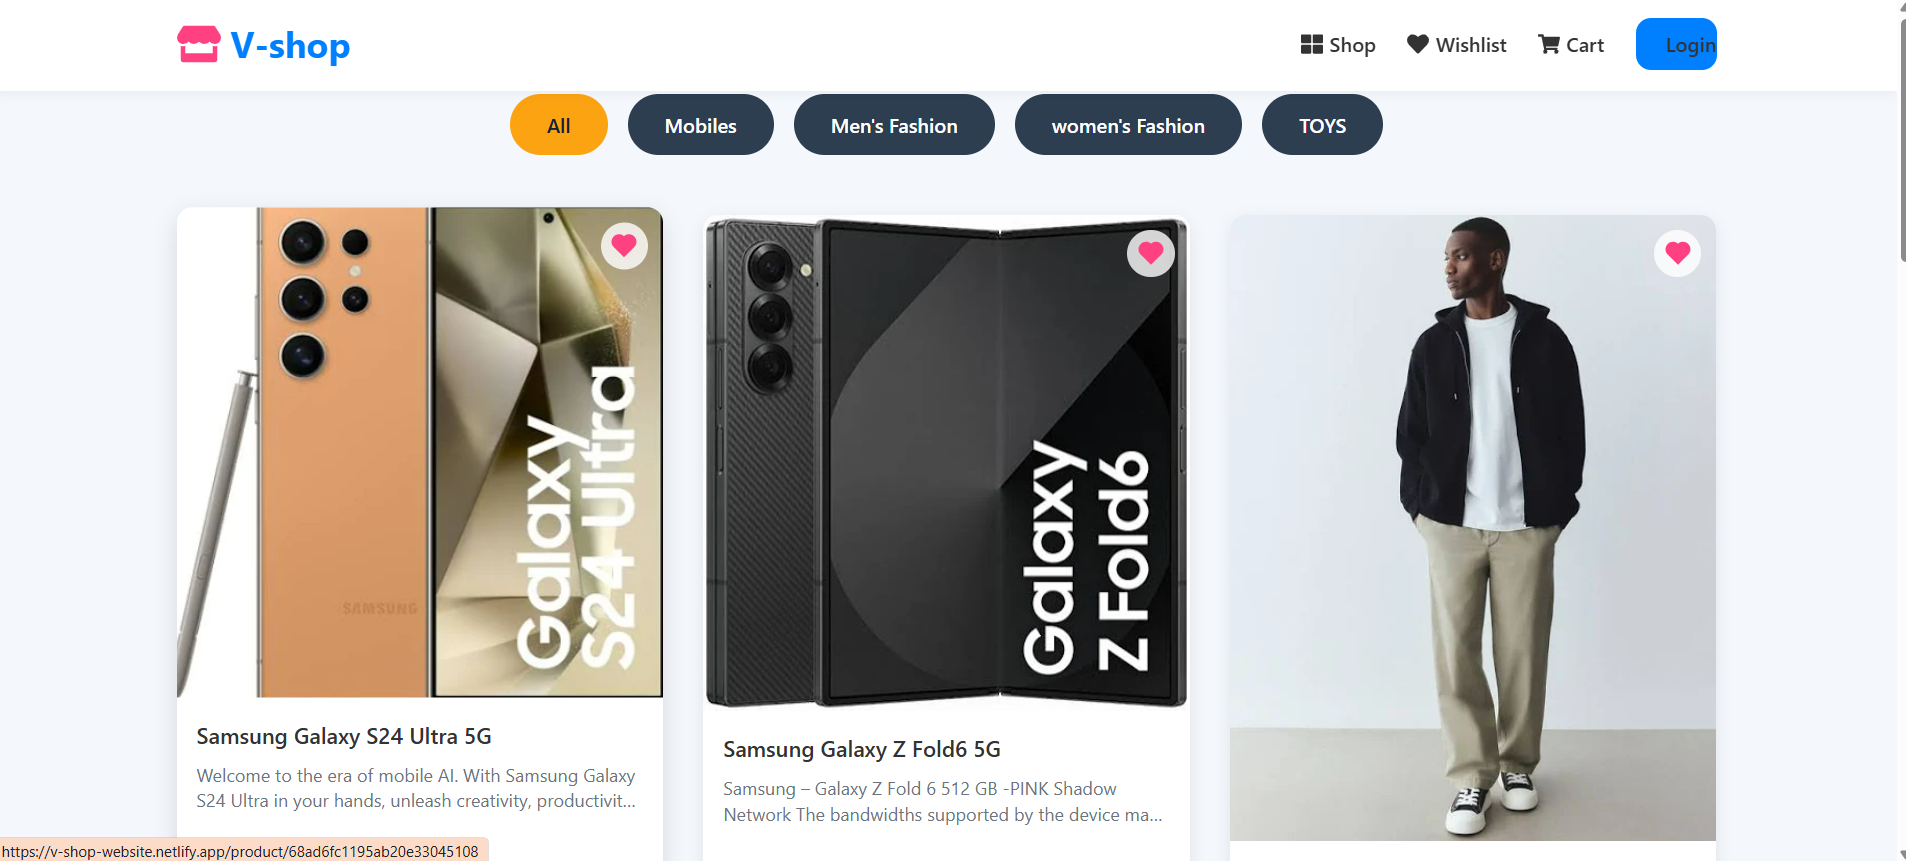 V-shop
Shop
Wishlist
Cart
Login
All
Mobiles
Men's Fashion
women's Fashion
TOYS
SAMSUNG
Galaxy
S24 Ultra
Galaxy
Z Fold6
Samsung Galaxy S24 Ultra 5G
Welcome to the era of mobile AI. With Samsung Galaxy
S24 Ultra in your hands, unleash creativity, productivit...
Samsung Galaxy Z Fold6 5G
Samsung – Galaxy Z Fold 6 512 GB -PINK Shadow
Network The bandwidths supported by the device ma...
https://v-shop-website.netlify.app/product/68ad6fc1195ab20e33045108